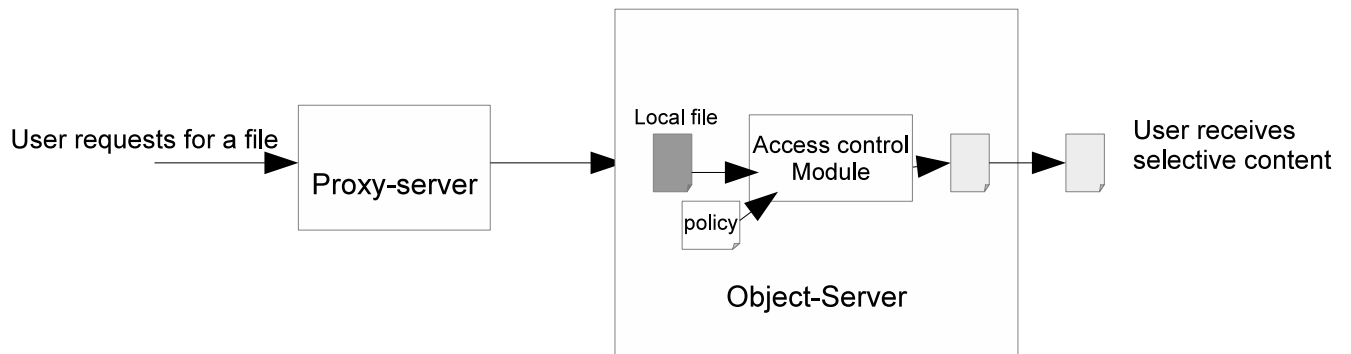 User requests for a file
Proxy-server
Local file
Access control
Module
policy
Object-Server
User receives
selective content